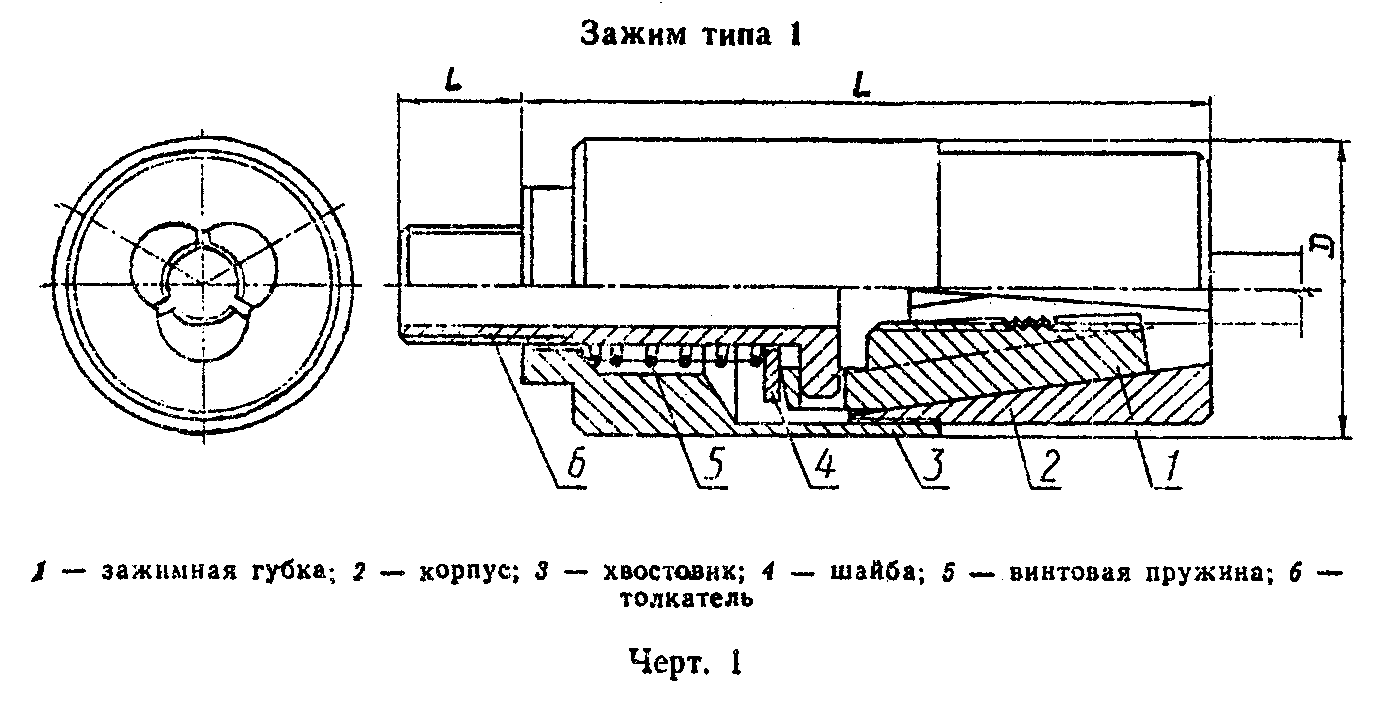 Зажим типа 1
L L
D
6 5 4 3 2 1
1 — зажимная губка; 2 — корпус; 3 — хвостовик; 4 — шайба; 5 — винтовая пружина; 6 —
толкатель
Черт. 1